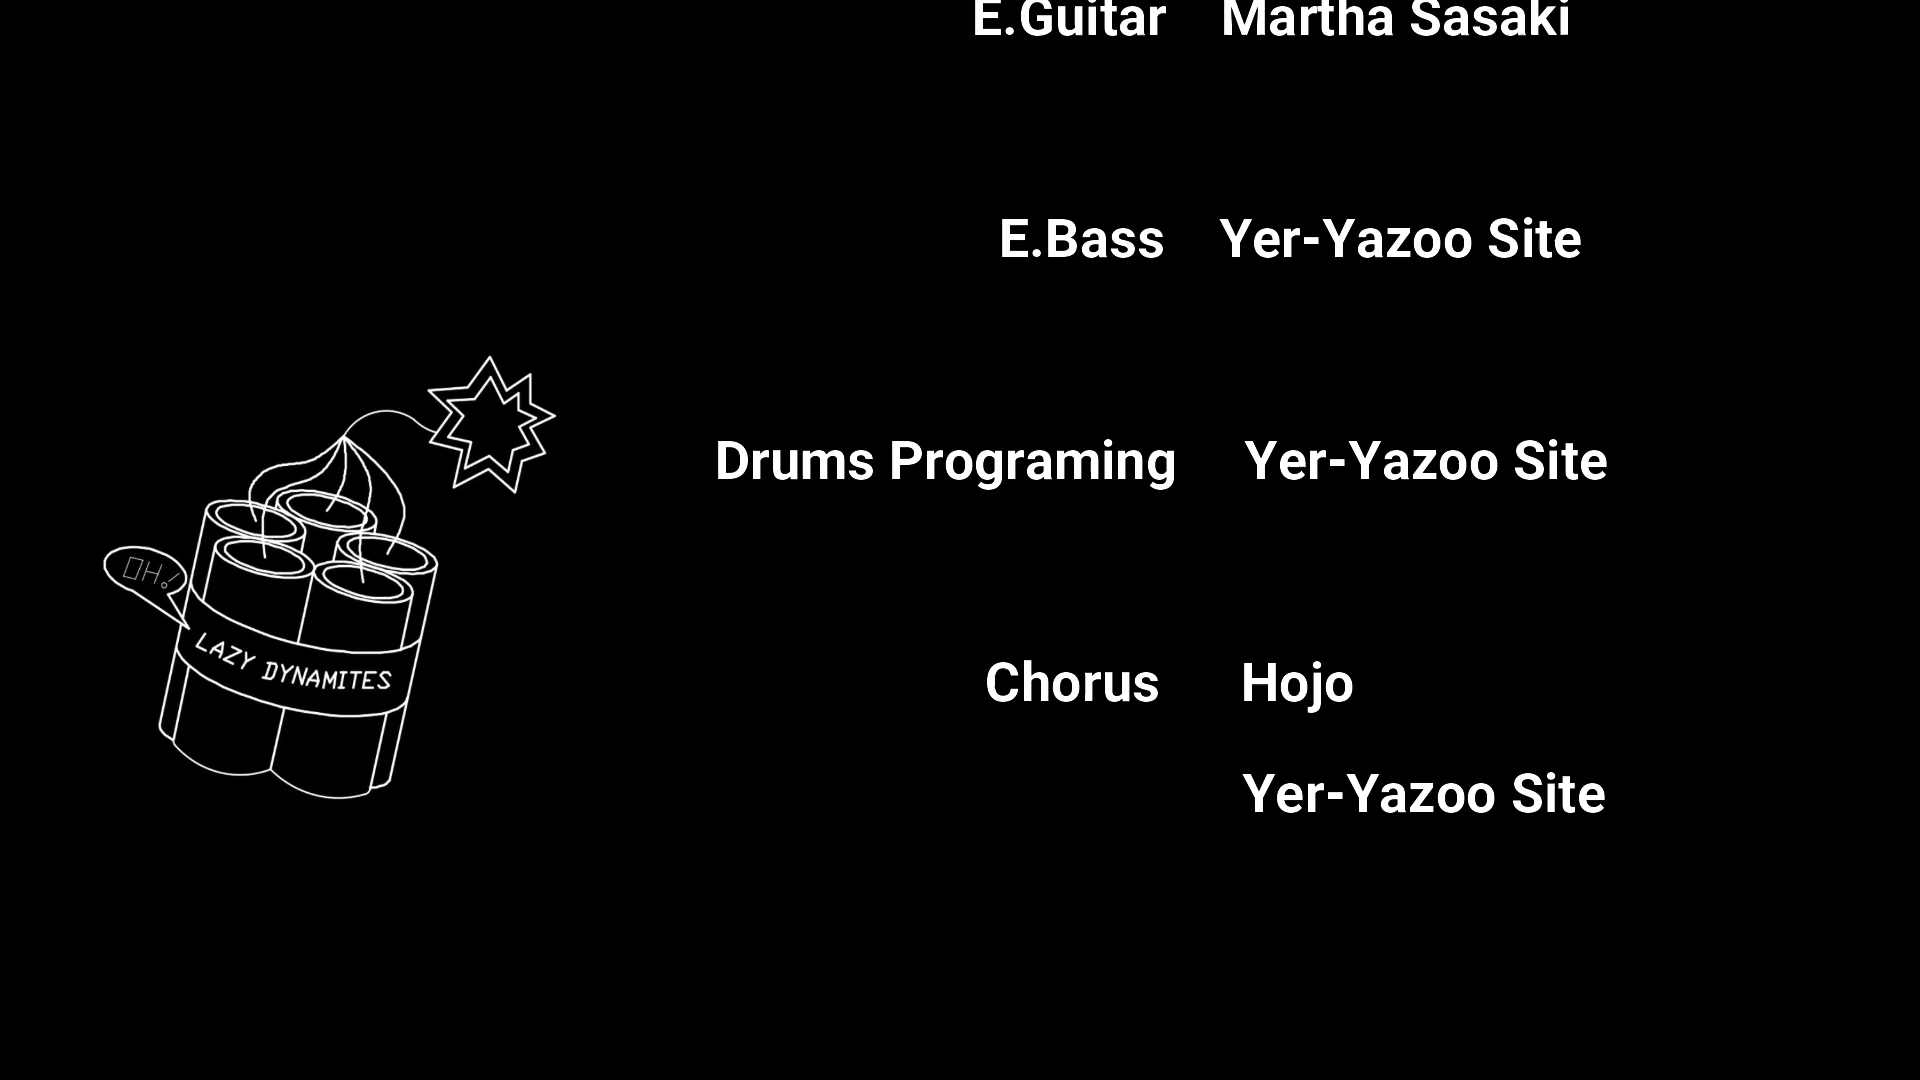 E.Guitar Martha Sasaki
E.Bass Yer-Yazoo Site
Drums Programing Yer-Yazoo Site
OH!
LAZY DYNAMITES
Chorus Hojo
Yer-Yazoo Site